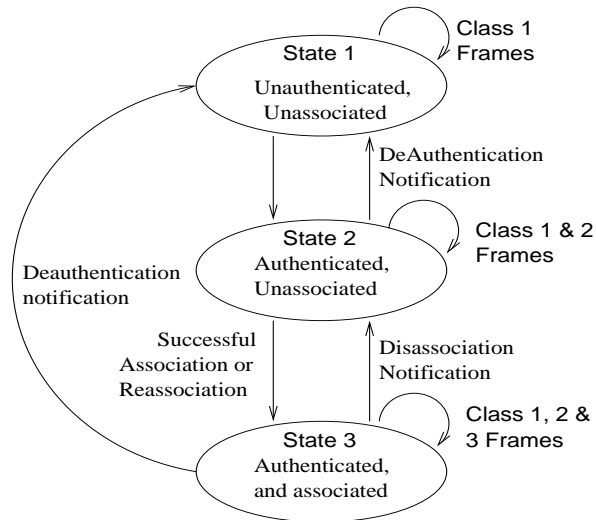 Class 1
Frames
State 1
Unauthenticated,
Unassociated
DeAuthentication
Notification
State 2
Authenticated,
Unassociated
Class 1 & 2
Frames
Deauthentication
notification
Successful
Association or
Reassociation
Disassociation
Notification
State 3
Authenticated,
and associated
Class 1, 2 &
3 Frames